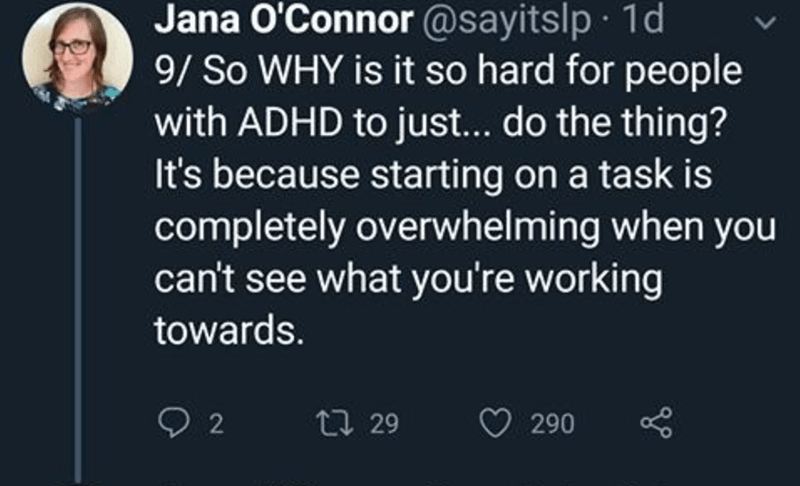 Jana O'Connor @sayitslp · 1d
9/ So WHY is it so hard for people
with ADHD to just... do the thing?
It's because starting on a task is
completely overwhelming when you
can't see what you're working
towards.
2 29 290